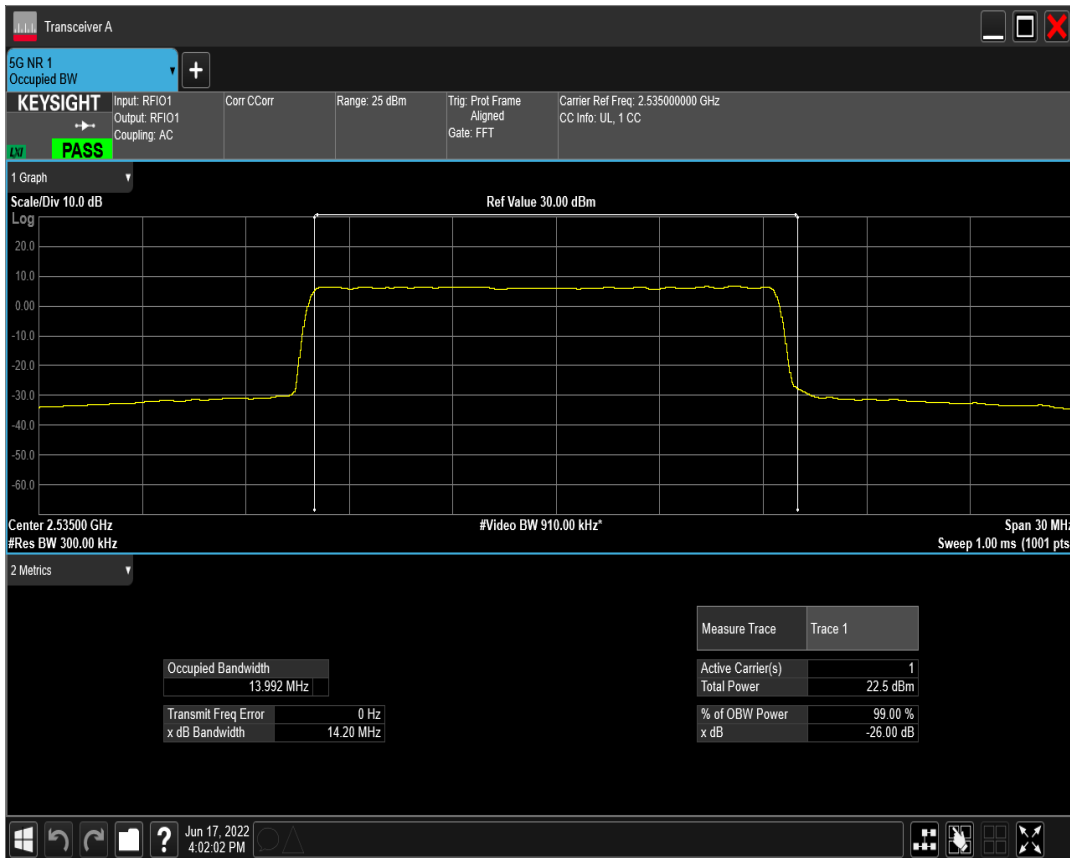 Transceiver A
5G NR 1
Occupied BW
+
KEYSIGHT
LXI PASS
Input: RFIO1
Output: RFIO1
Coupling: AC
Corr CCorr
Range: 25 dBm
Trig: Prot Frame
Aligned
Gate: FFT
Carrier Ref Freq: 2.535000000 GHz
CC Info: UL, 1 CC
1 Graph
Scale/Div 10.0 dB Ref Value 30.00 dBm
Log
20.0
10.0
0.00
-10.0
-20.0
-30.0
-40.0
-50.0
-60.0
Center 2.53500 GHz #Video BW 910.00 kHz* Span 30 MHz
#Res BW 300.00 kHz Sweep 1.00 ms (1001 pts
2 Metrics
Measure Trace Trace 1
Occupied Bandwidth
13.992 MHz
Transmit Freq Error 0 Hz
x dB Bandwidth 14.20 MHz
Active Carrier(s) 1
Total Power 22.5 dBm
% of OBW Power 99.00 %
x dB -26.00 dB
?
Jun 17, 2022
4:02:02 PM